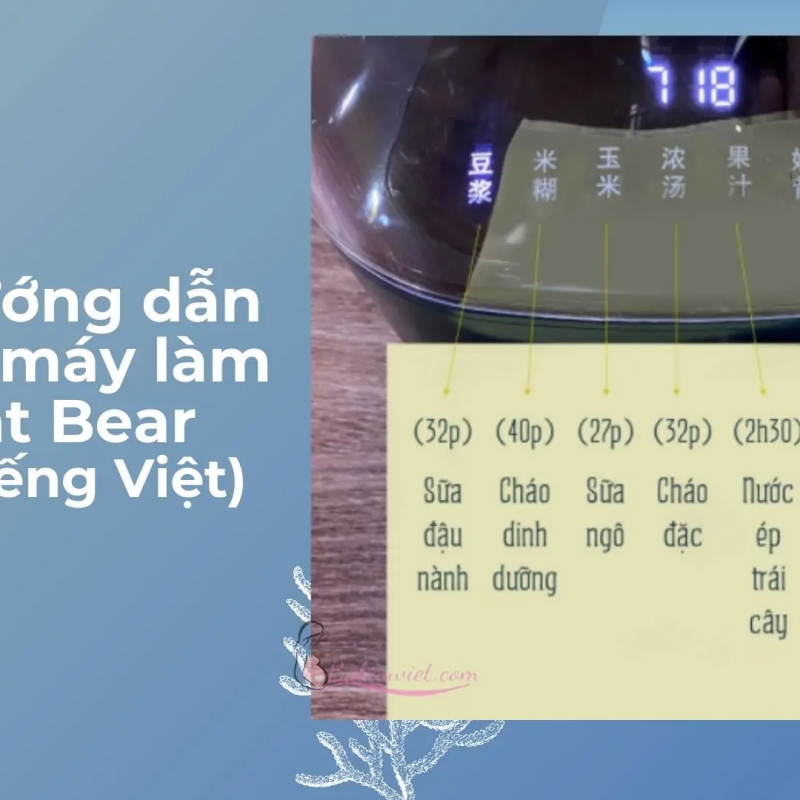 ớng dẫn
máy làm
t Bear
iếng Việt)
718
豆浆
米糊
玉米
浓汤
果汁
(32p) (40p) (27p) (32p) (2h30)
Sữa Cháo Sữa Cháo Nước
đậu dinh ngô đặc ép
nành dưỡng trái
cây